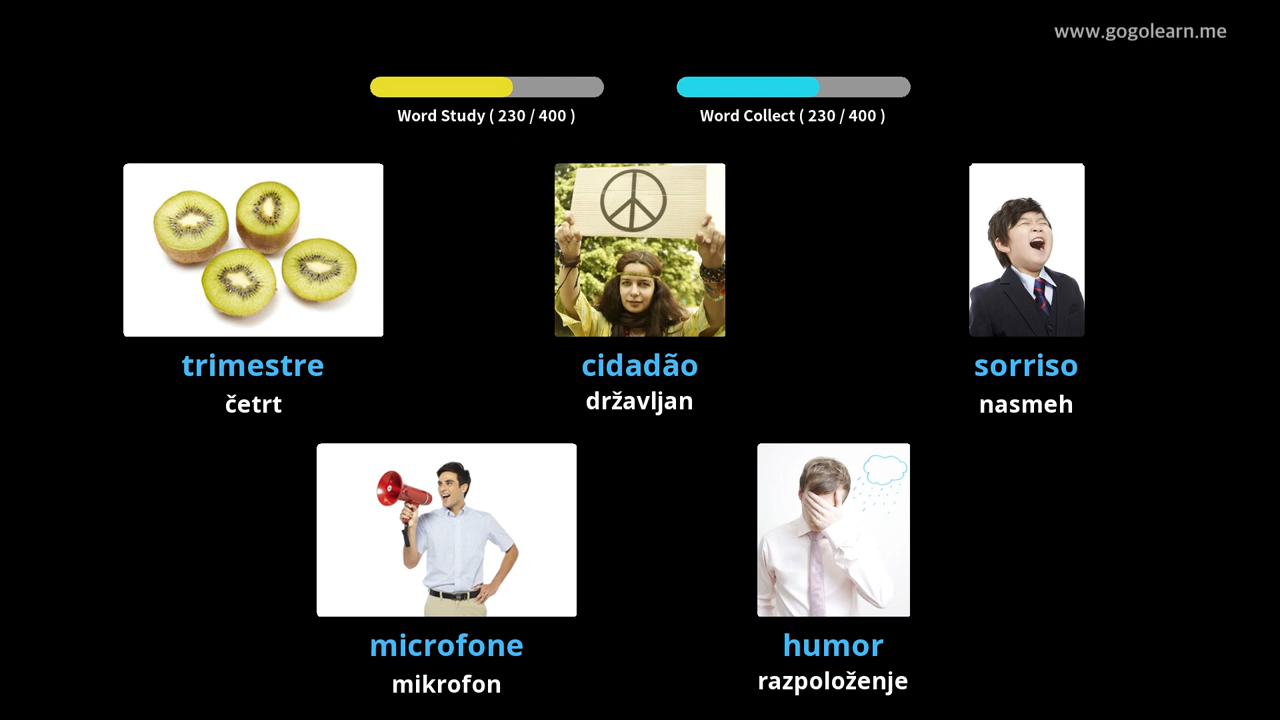 www.gogolearn.me
Word Study ( 230 / 400 )
Word Collect ( 230 / 400 )
trimestre
četrt
cidadão
državljan
sorriso
nasmeh
microfone
mikrofon
humor
razpoloženje